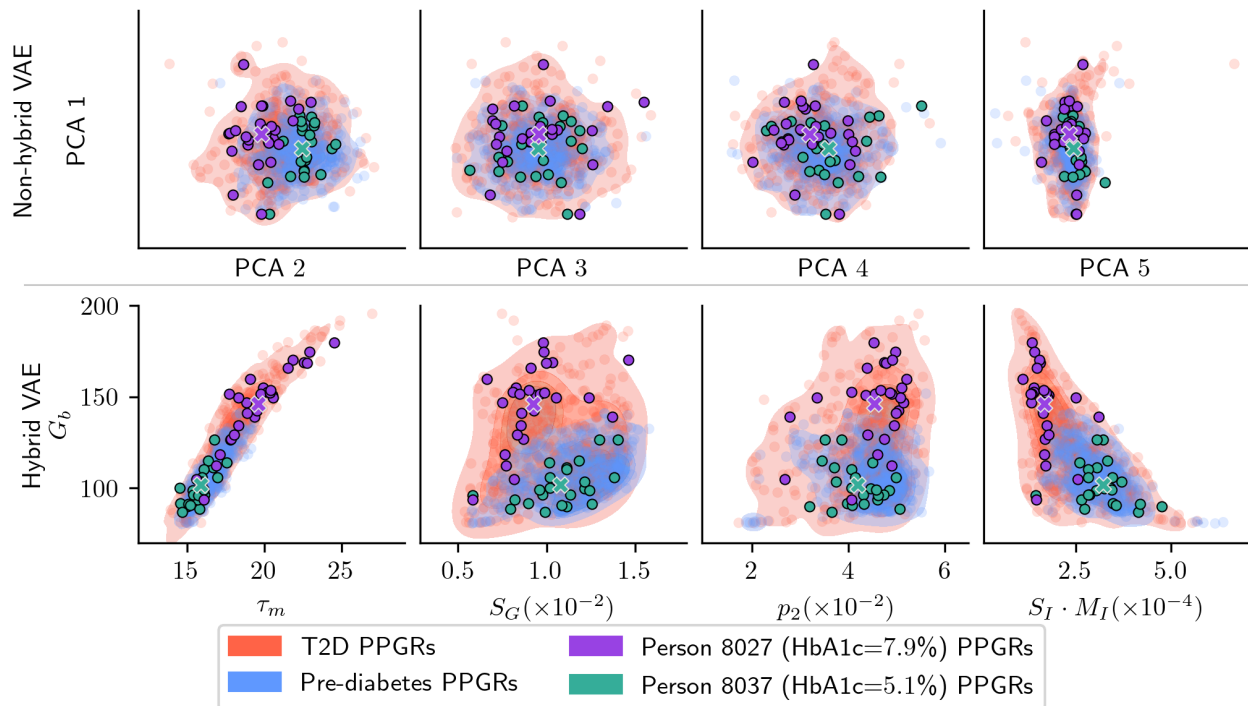 Non-hybrid VAE
PCA 1
PCA 2
PCA 3
PCA 4
PCA 5
Hybrid VAE
G_b
200
150
100
15 20 25
0.5 1.0 1.5
2 4 6
2.5 5.0
τ_m
S_G(×10⁻²)
p₂(×10⁻²)
S_I · M_I(×10⁻⁴)
T2D PPGRs
Person 8027 (HbA1c=7.9%) PPGRs
Pre-diabetes PPGRs
Person 8037 (HbA1c=5.1%) PPGRs